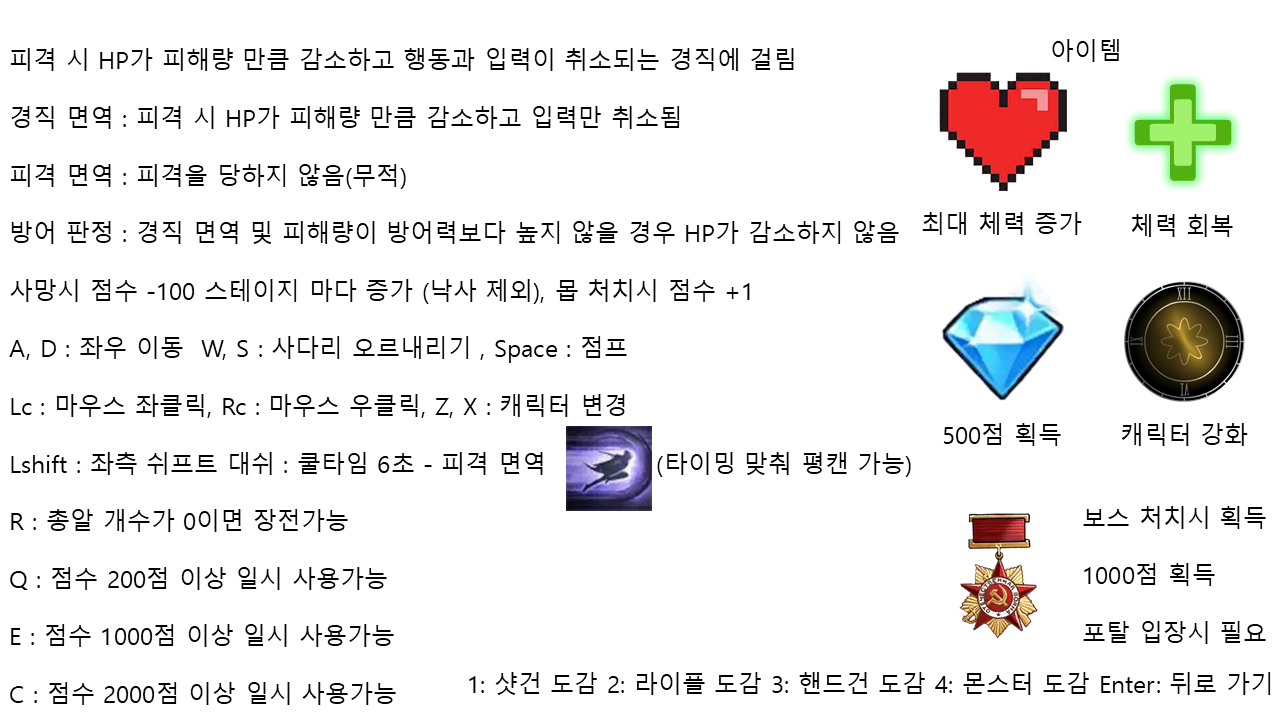 피격 시 HP가 피해량 만큼 감소하고 행동과 입력이 취소되는 경직에 걸림
경직 면역 : 피격 시 HP가 피해량 만큼 감소하고 입력만 취소됨
피격 면역 : 피격을 당하지 않음(무적)
방어 판정 : 경직 면역 및 피해량이 방어력보다 높지 않을 경우 HP가 감소하지 않음
사망시 점수 -100 스테이지 마다 증가 (낙사 제외), 몹 처치시 점수 +1
A, D : 좌우 이동  W, S : 사다리 오르내리기 , Space : 점프
Lc : 마우스 좌클릭, Rc : 마우스 우클릭, Z, X : 캐릭터 변경
Lshift : 좌측 쉬프트 대쉬 : 쿨타임 6초 - 피격 면역 (타이밍 맞춰 평캔 가능)
R : 총알 개수가 0이면 장전가능
Q : 점수 200점 이상 일시 사용가능
E : 점수 1000점 이상 일시 사용가능
C : 점수 2000점 이상 일시 사용가능
아이템
최대 체력 증가
체력 회복
XII
III
VI
IX
500점 획득
캐릭터 강화
보스 처치시 획득
1000점 획득
포탈 입장시 필요
1: 샷건 도감 2: 라이플 도감 3: 핸드건 도감 4: 몬스터 도감 Enter: 뒤로 가기